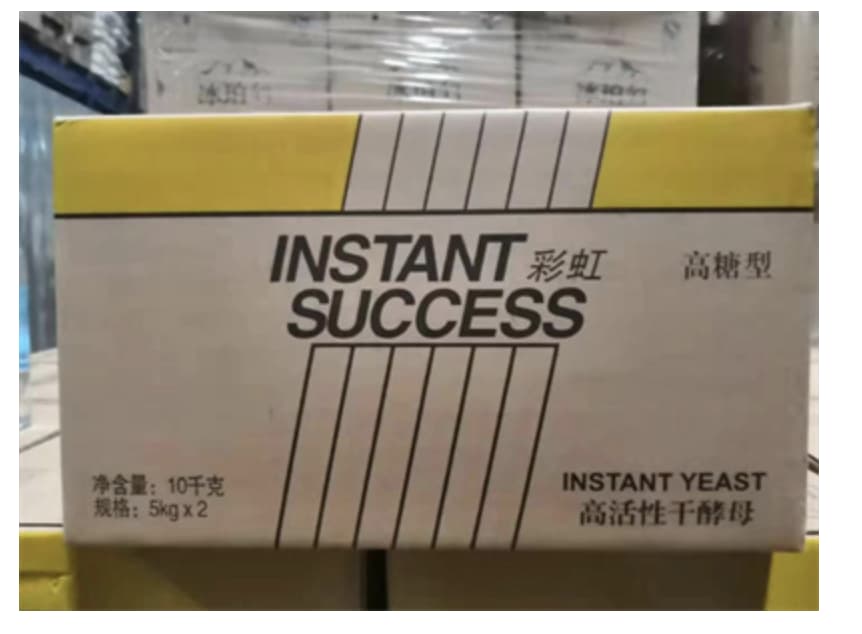 INSTANT 彩虹
SUCCESS
高糖型
净含量：10千克
规格：5kg x 2
INSTANT YEAST
高活性干酵母